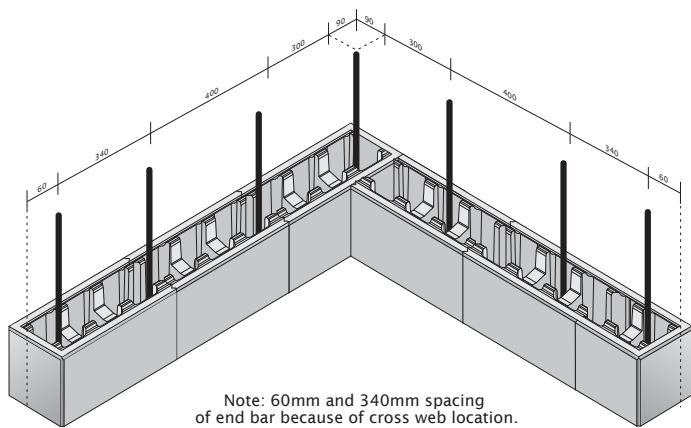 90 90
300 300
400 400
340 340
60 60
Note: 60mm and 340mm spacing
of end bar because of cross web location.